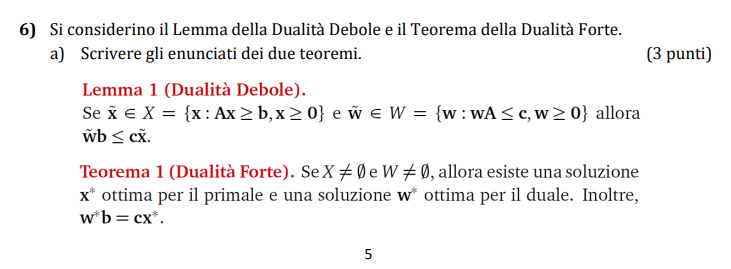 6) Si considerino il Lemma della Dualità Debole e il Teorema della Dualità Forte.
a) Scrivere gli enunciati dei due teoremi. (3 punti)
Lemma 1 (Dualità Debole).
Se x̃ ∈ X = {x : Ax ≥ b, x ≥ 0} e w̃ ∈ W = {w : wA ≤ c, w ≥ 0} allora
w̃b ≤ cx̃.
Teorema 1 (Dualità Forte). Se X ≠ ∅ e W ≠ ∅, allora esiste una soluzione
x* ottima per il primale e una soluzione w* ottima per il duale. Inoltre,
w*b = cx*.
5